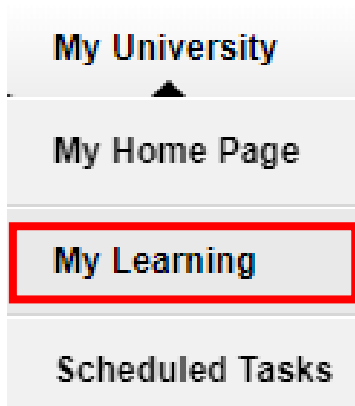 My University
My Home Page
My Learning
Scheduled Tasks